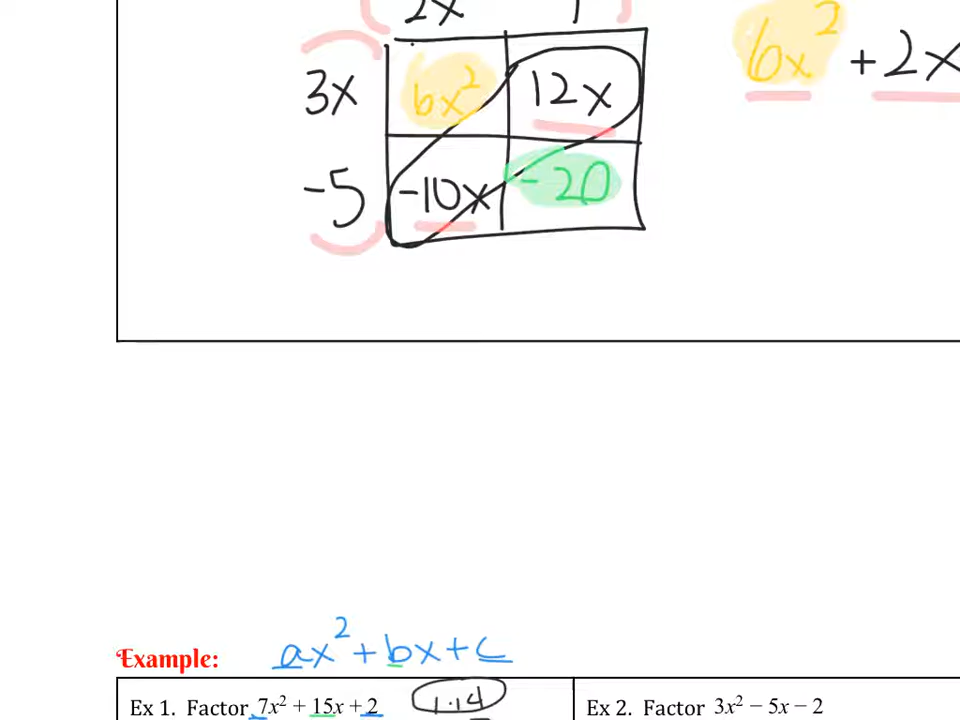 2x
6x² + 2x
3x 6x² 12x
-5 -10x -20
Example: ax² + bx + c
Ex 1. Factor 7x² + 15x + 2 1·14
Ex 2. Factor 3x² − 5x − 2